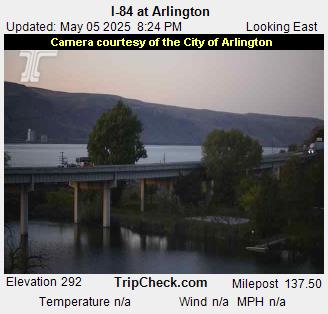 I-84 at Arlington
Updated: May 05 2025 8:24 PM Looking East
Camera courtesy of the City of Arlington
Elevation 292 TripCheck.com Milepost 137.50
Temperature n/a Wind n/a MPH n/a